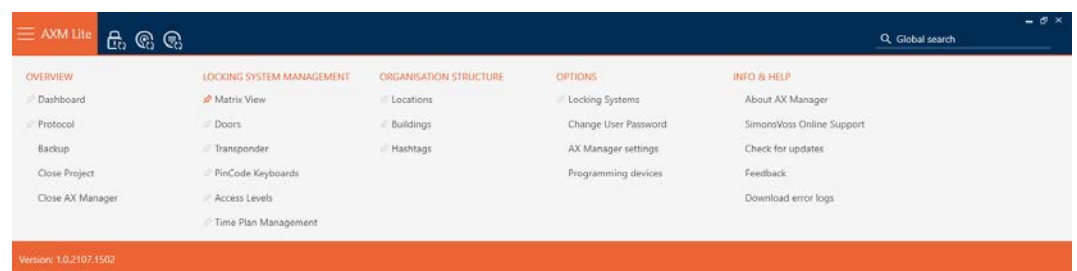 AXM Lite
Global search
OVERVIEW
Dashboard
Protocol
Backup
Close Project
Close AX Manager
LOCKING SYSTEM MANAGEMENT
Matrix View
Doors
Transponder
PinCode Keyboards
Access Levels
Time Plan Management
ORGANISATION STRUCTURE
Locations
Buildings
Hashtags
OPTIONS
Locking Systems
Change User Password
AX Manager settings
Programming devices
INFO & HELP
About AX Manager
SimonsVoss Online Support
Check for updates
Feedback
Download error logs
Version: 1.0.2107.1502